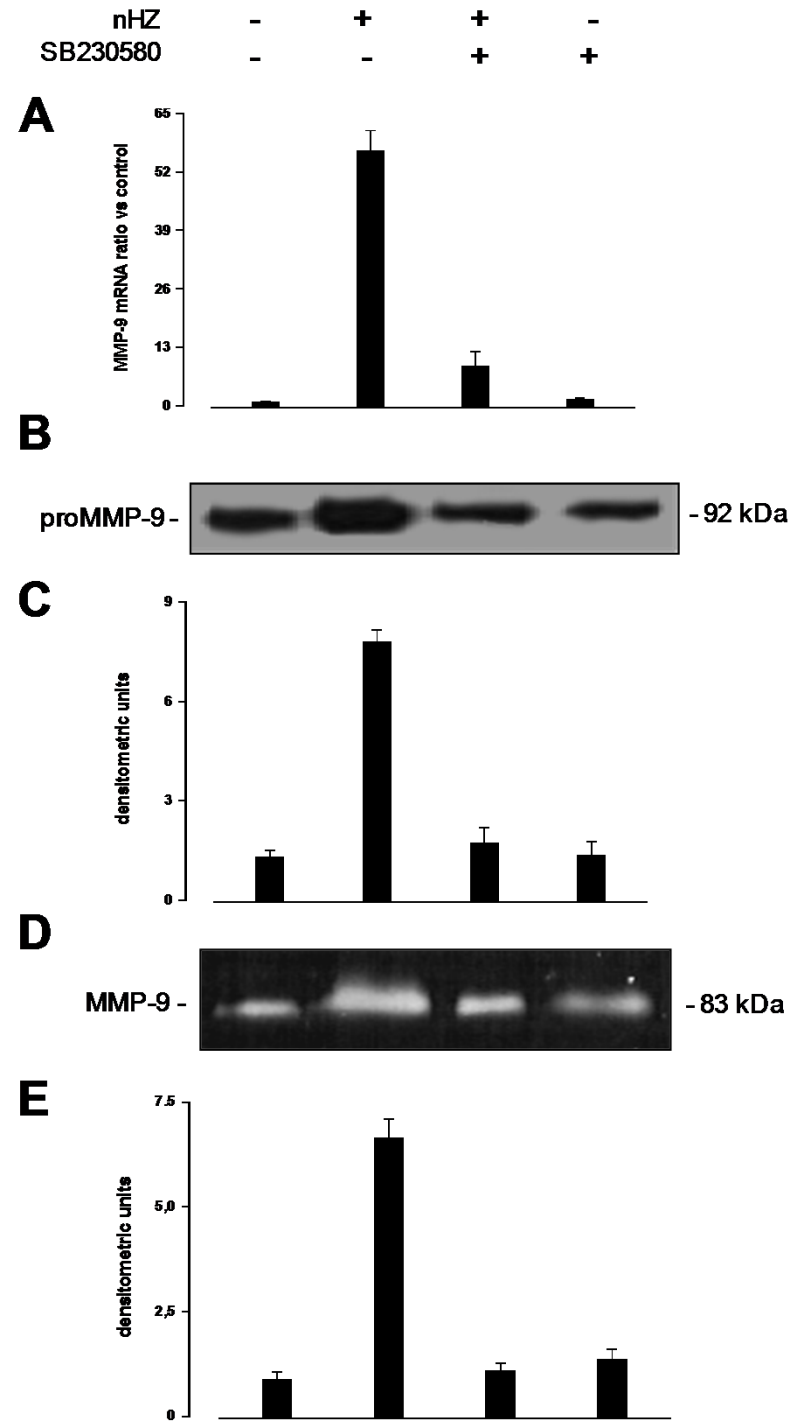 nHZ - + + -
SB230580 - - + +
A
65
52
39
26
13
0
MMP-9 mRNA ratio vs control
B
proMMP-9 - - 92 kDa
C
9
6
3
0
densitometric units
D
MMP-9 - - 83 kDa
E
7.5
5,0
2,5
0
densitometric units